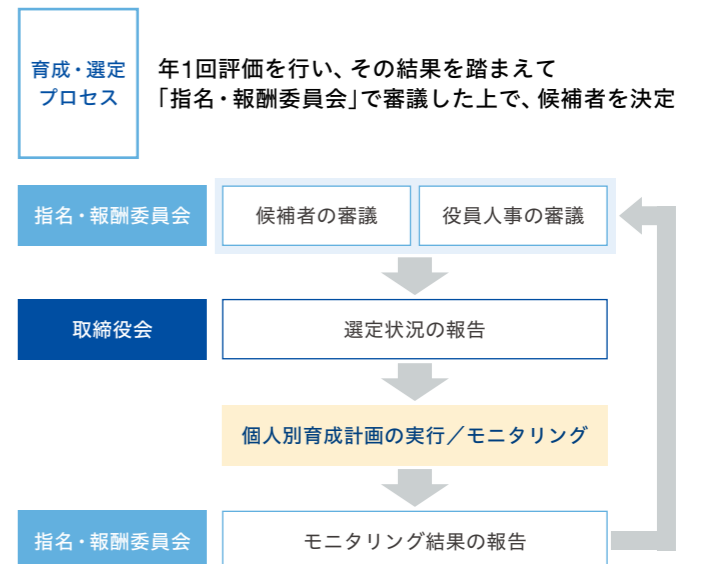 育成・選定
プロセス
年1回評価を行い、その結果を踏まえて
「指名・報酬委員会」で審議した上で、候補者を決定
指名・報酬委員会
候補者の審議
役員人事の審議
取締役会
選定状況の報告
個人別育成計画の実行／モニタリング
指名・報酬委員会
モニタリング結果の報告